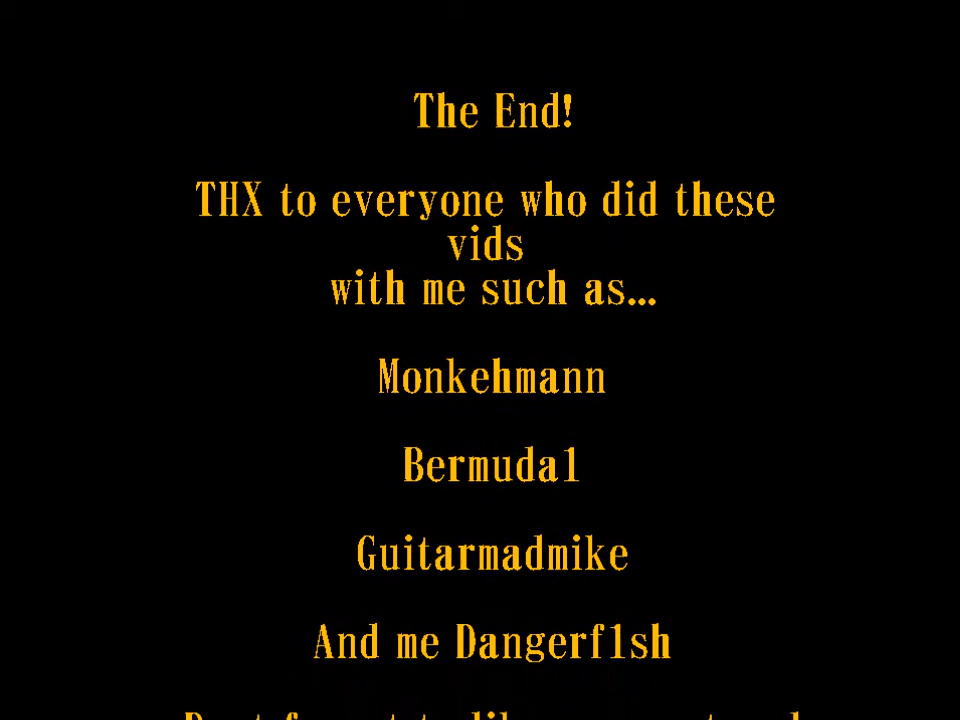 The End!
THX to everyone who did these
vids
with me such as...
Monkehmann
Bermuda1
Guitarmadmike
And me Dangerf1sh